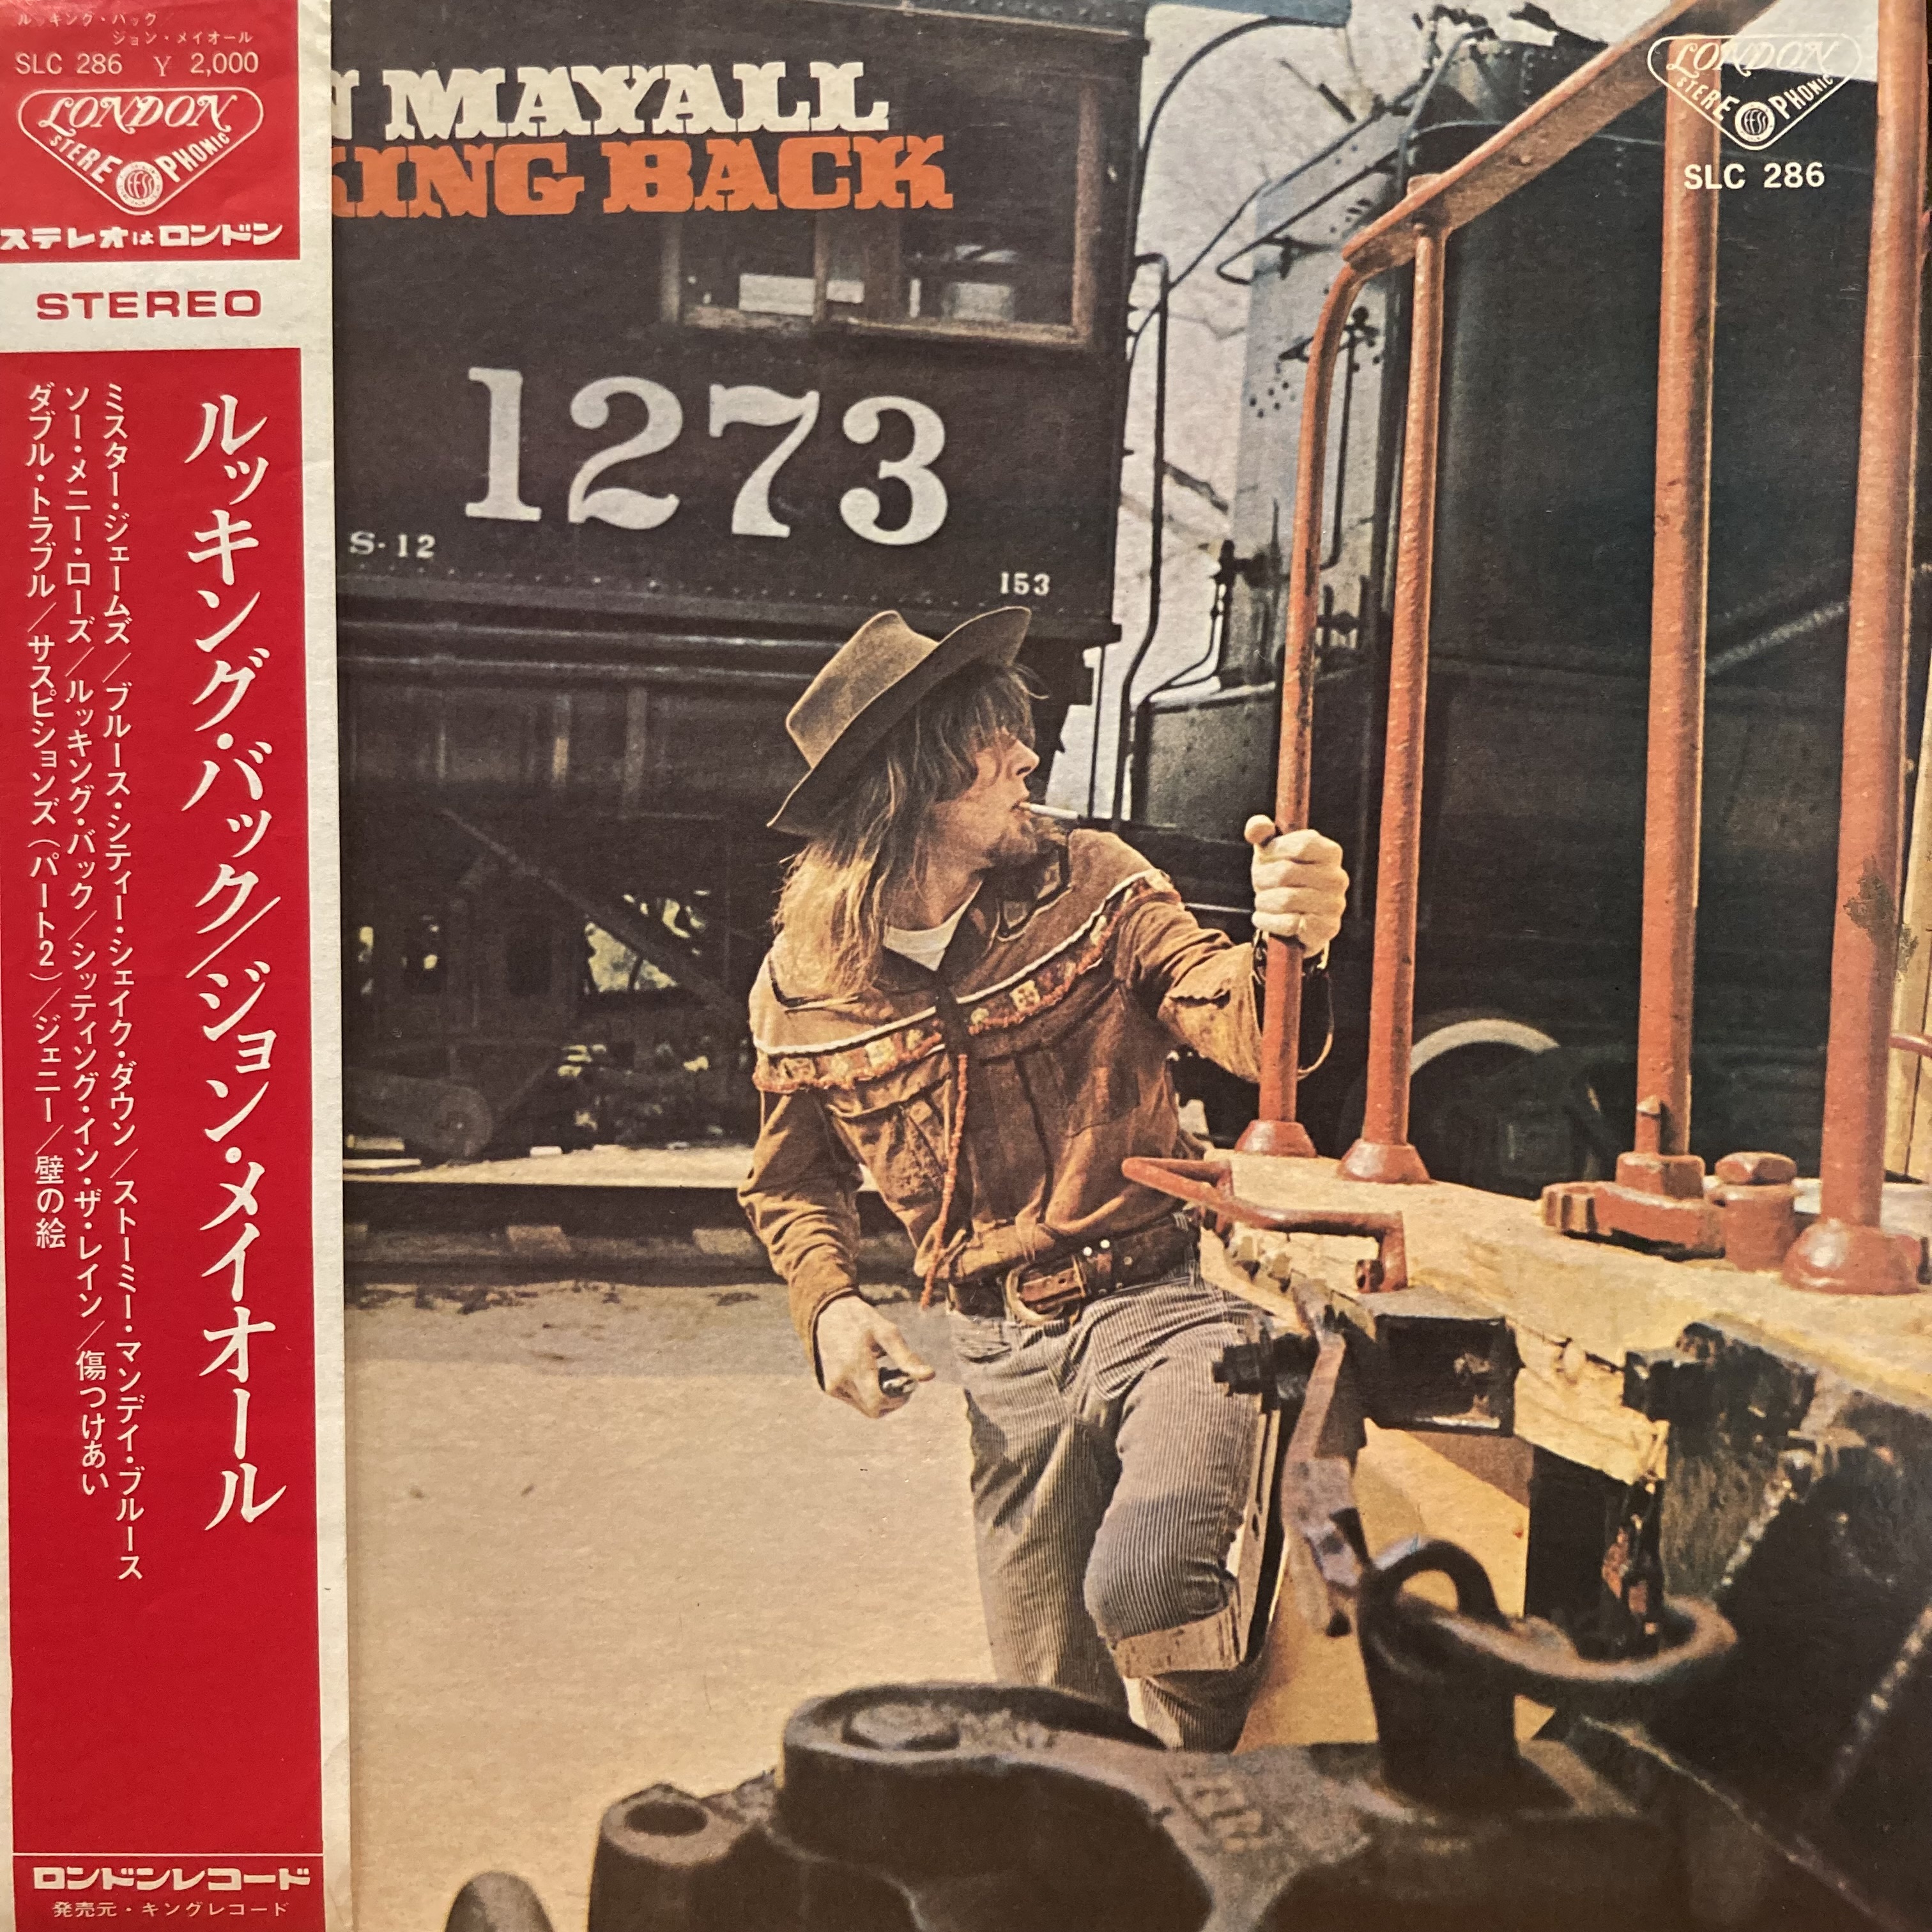 ルッキング・バック/
ジョン・メイオール
SLC 286 ¥ 2,000
LONDON
STEREOPHONIC
ffss
ステレオはロンドン
STEREO
ルッキング・バック/ジョン・メイオール
ミスター・ジェームズ/ブルース・シティー・シェイク・ダウン/ストーミー・マンデイ・ブルース
ソー・メニー・ローズ/ルッキング・バック/シッティング・イン・ザ・レイン/傷つけあい
ダブル・トラブル/サスピションズ(パート2)/ジェニー/壁の絵
ロンドンレコード
発売元・キングレコード
N MAYALL
KING BACK
1273
S-12
153
LONDON
STEREOPHONIC
ffss
SLC 286